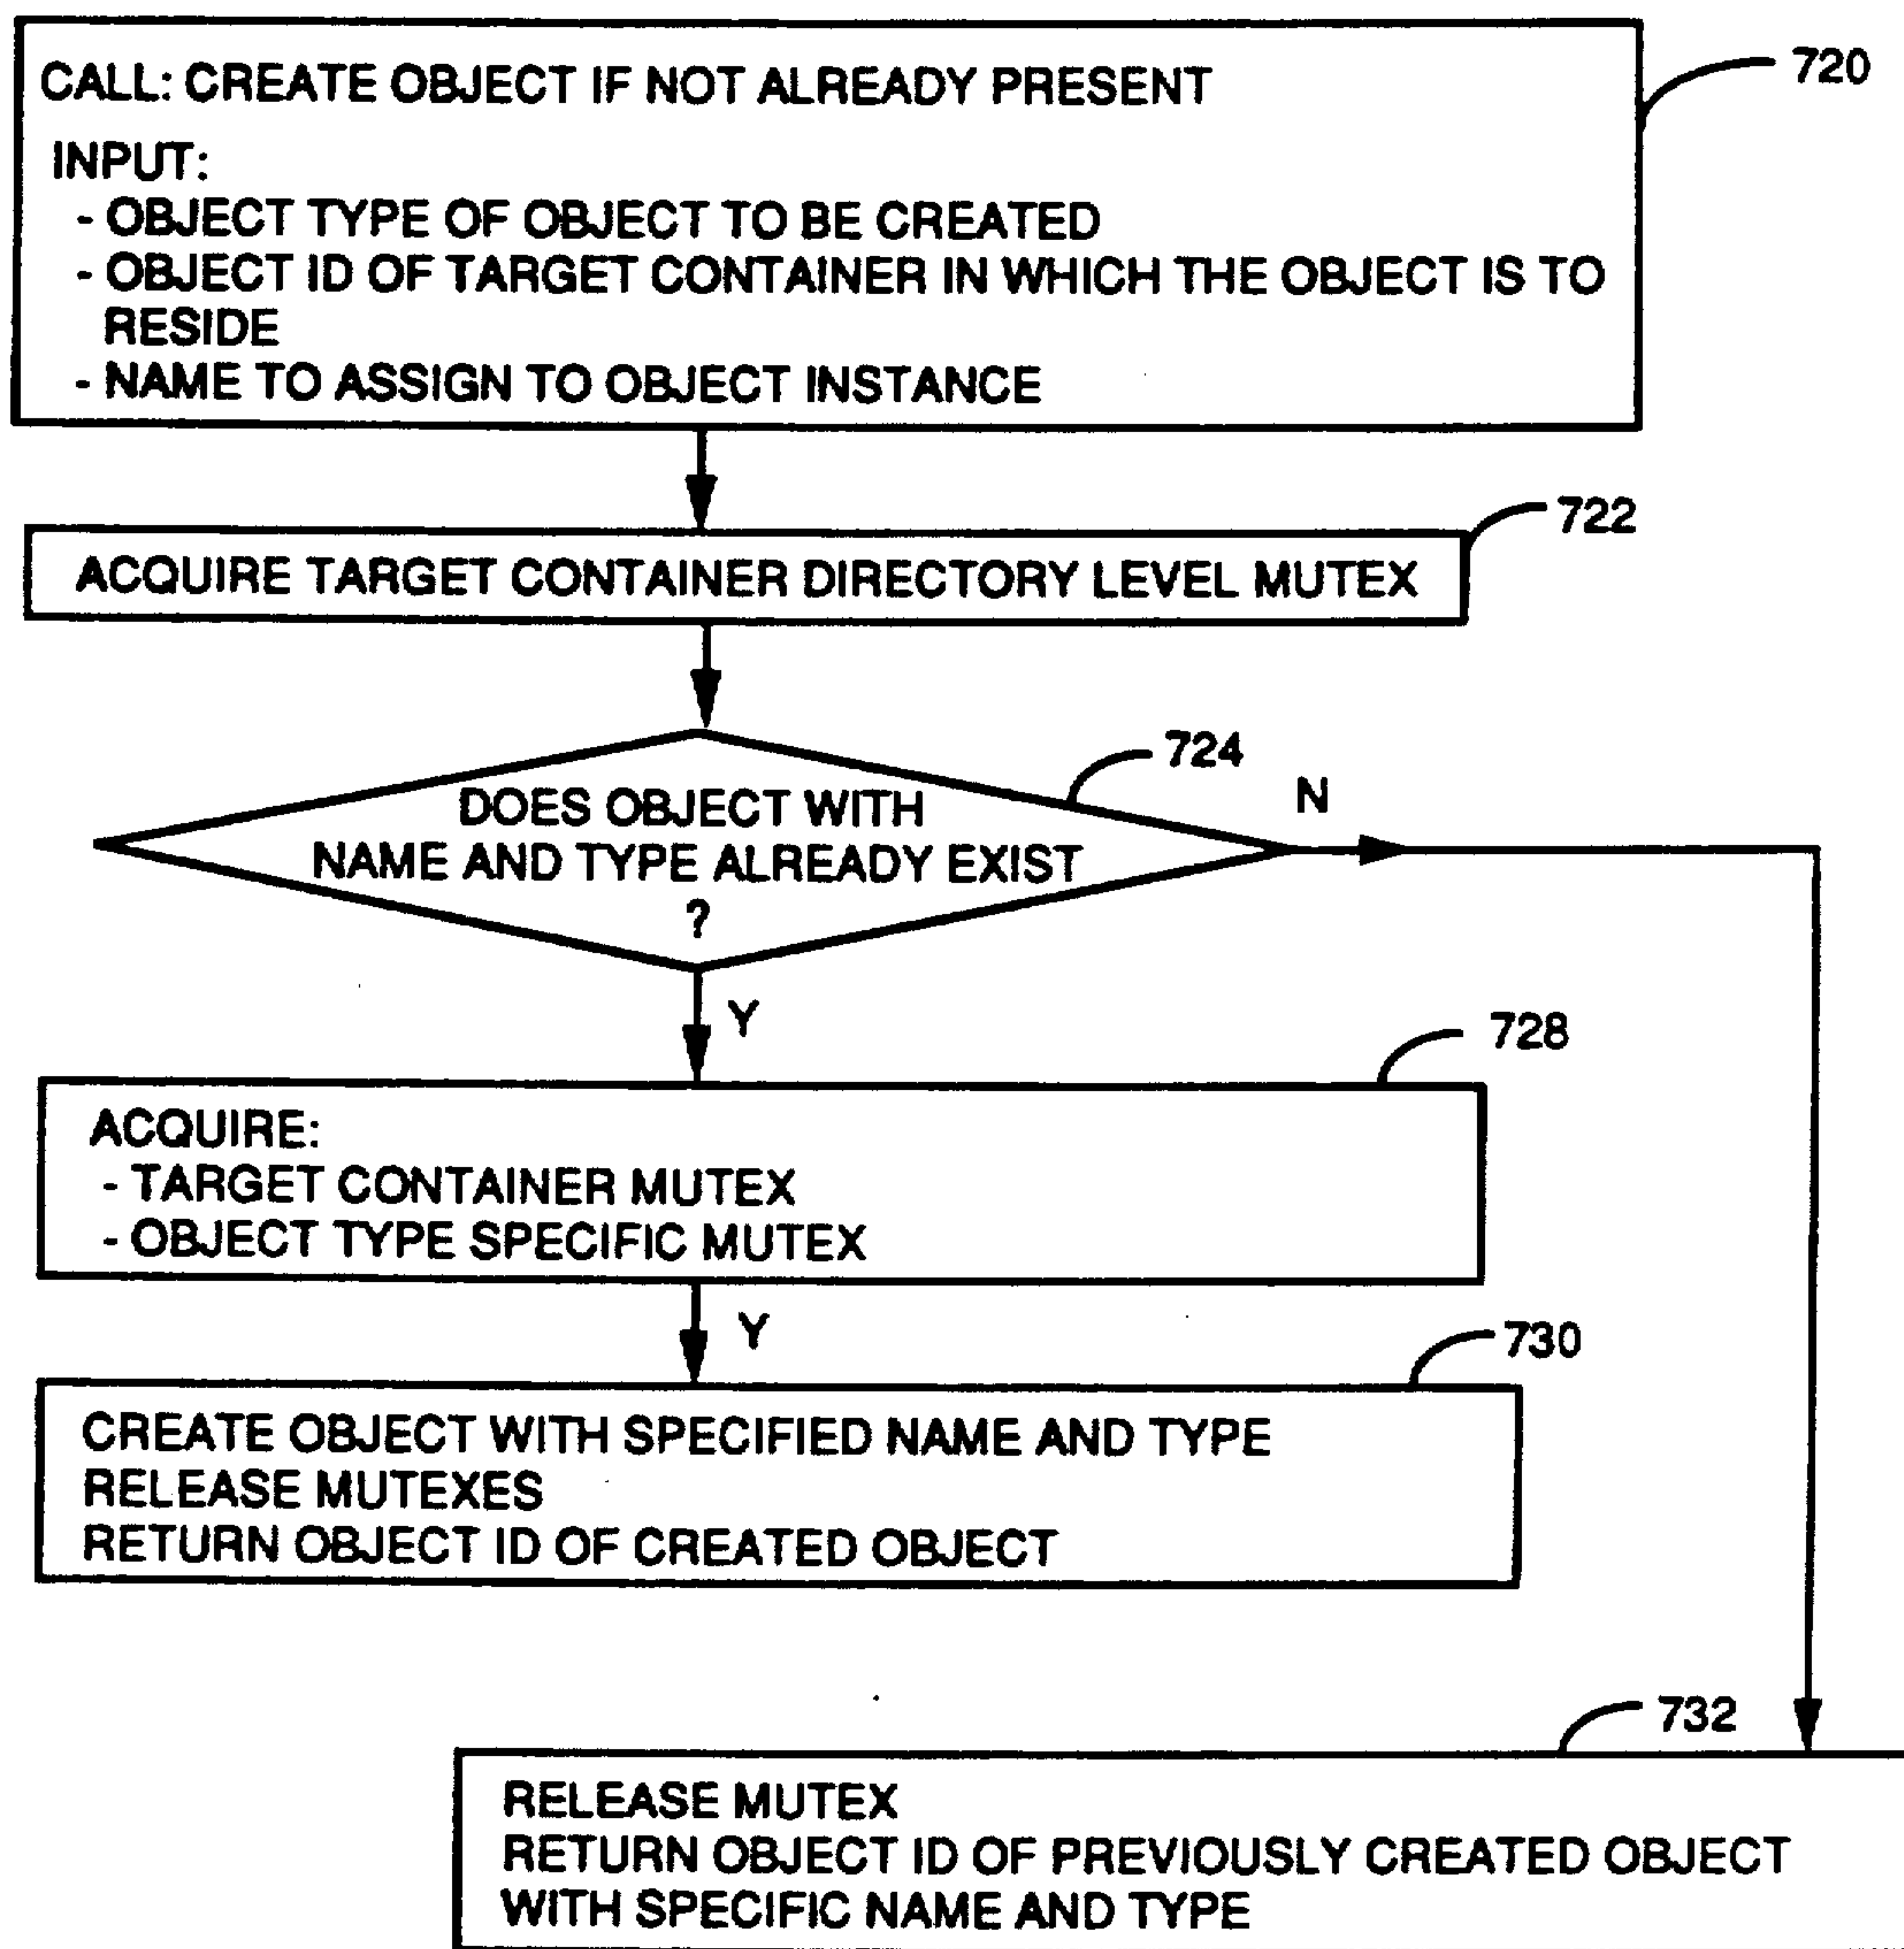 CALL: CREATE OBJECT IF NOT ALREADY PRESENT
720
INPUT:
- OBJECT TYPE OF OBJECT TO BE CREATED
- OBJECT ID OF TARGET CONTAINER IN WHICH THE OBJECT IS TO
RESIDE
- NAME TO ASSIGN TO OBJECT INSTANCE
722
ACQUIRE TARGET CONTAINER DIRECTORY LEVEL MUTEX
724
N
DOES OBJECT WITH
NAME AND TYPE ALREADY EXIST
?
Y
728
ACQUIRE:
- TARGET CONTAINER MUTEX
- OBJECT TYPE SPECIFIC MUTEX
Y
730
CREATE OBJECT WITH SPECIFIED NAME AND TYPE
RELEASE MUTEXES
RETURN OBJECT ID OF CREATED OBJECT
732
RELEASE MUTEX
RETURN OBJECT ID OF PREVIOUSLY CREATED OBJECT
WITH SPECIFIC NAME AND TYPE